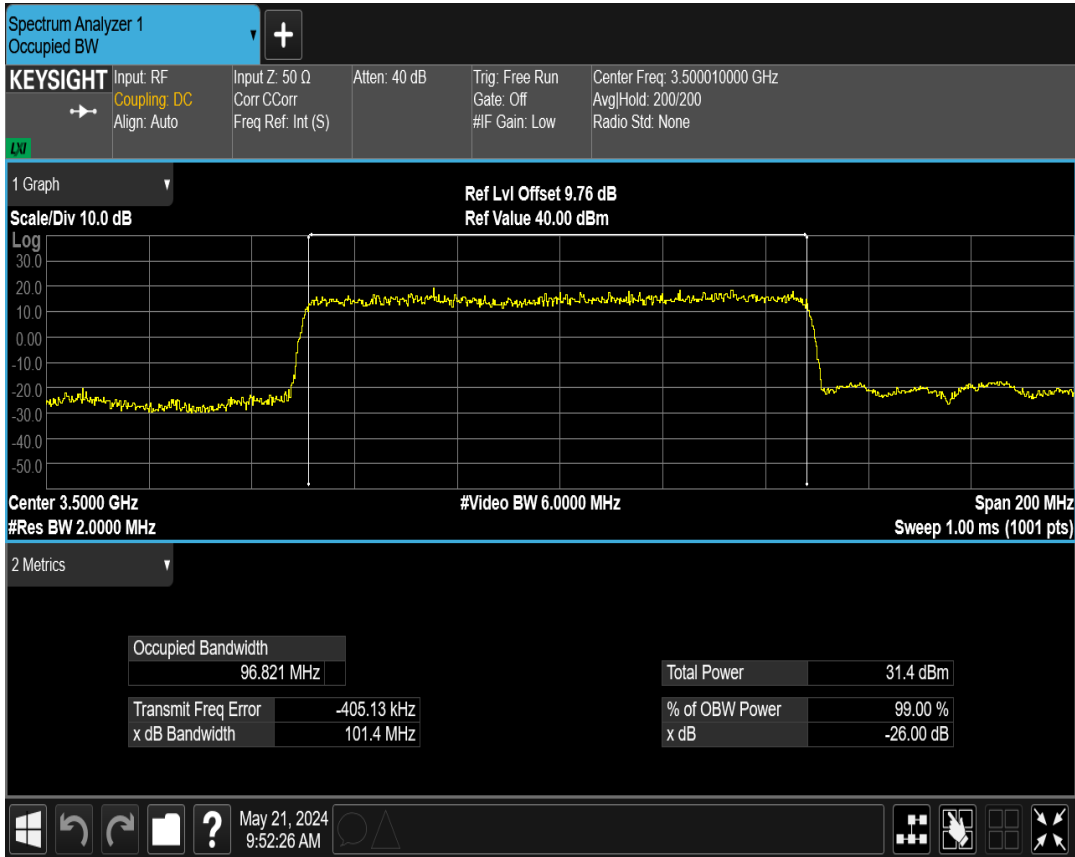 Spectrum Analyzer 1
Occupied BW
+
KEYSIGHT
LXI
Input: RF
Coupling: DC
Align: Auto
Input Z: 50 Ω
Corr CCorr
Freq Ref: Int (S)
Atten: 40 dB
Trig: Free Run
Gate: Off
#IF Gain: Low
Center Freq: 3.500010000 GHz
Avg|Hold: 200/200
Radio Std: None
1 Graph
Scale/Div 10.0 dB
Ref Lvl Offset 9.76 dB
Ref Value 40.00 dBm
Log
30.0
20.0
10.0
0.00
-10.0
-20.0
-30.0
-40.0
-50.0
Center 3.5000 GHz
#Video BW 6.0000 MHz
Span 200 MHz
#Res BW 2.0000 MHz
Sweep 1.00 ms (1001 pts)
2 Metrics
Occupied Bandwidth
96.821 MHz
Total Power 31.4 dBm
Transmit Freq Error -405.13 kHz
% of OBW Power 99.00 %
x dB Bandwidth 101.4 MHz
x dB -26.00 dB
?
May 21, 2024
9:52:26 AM